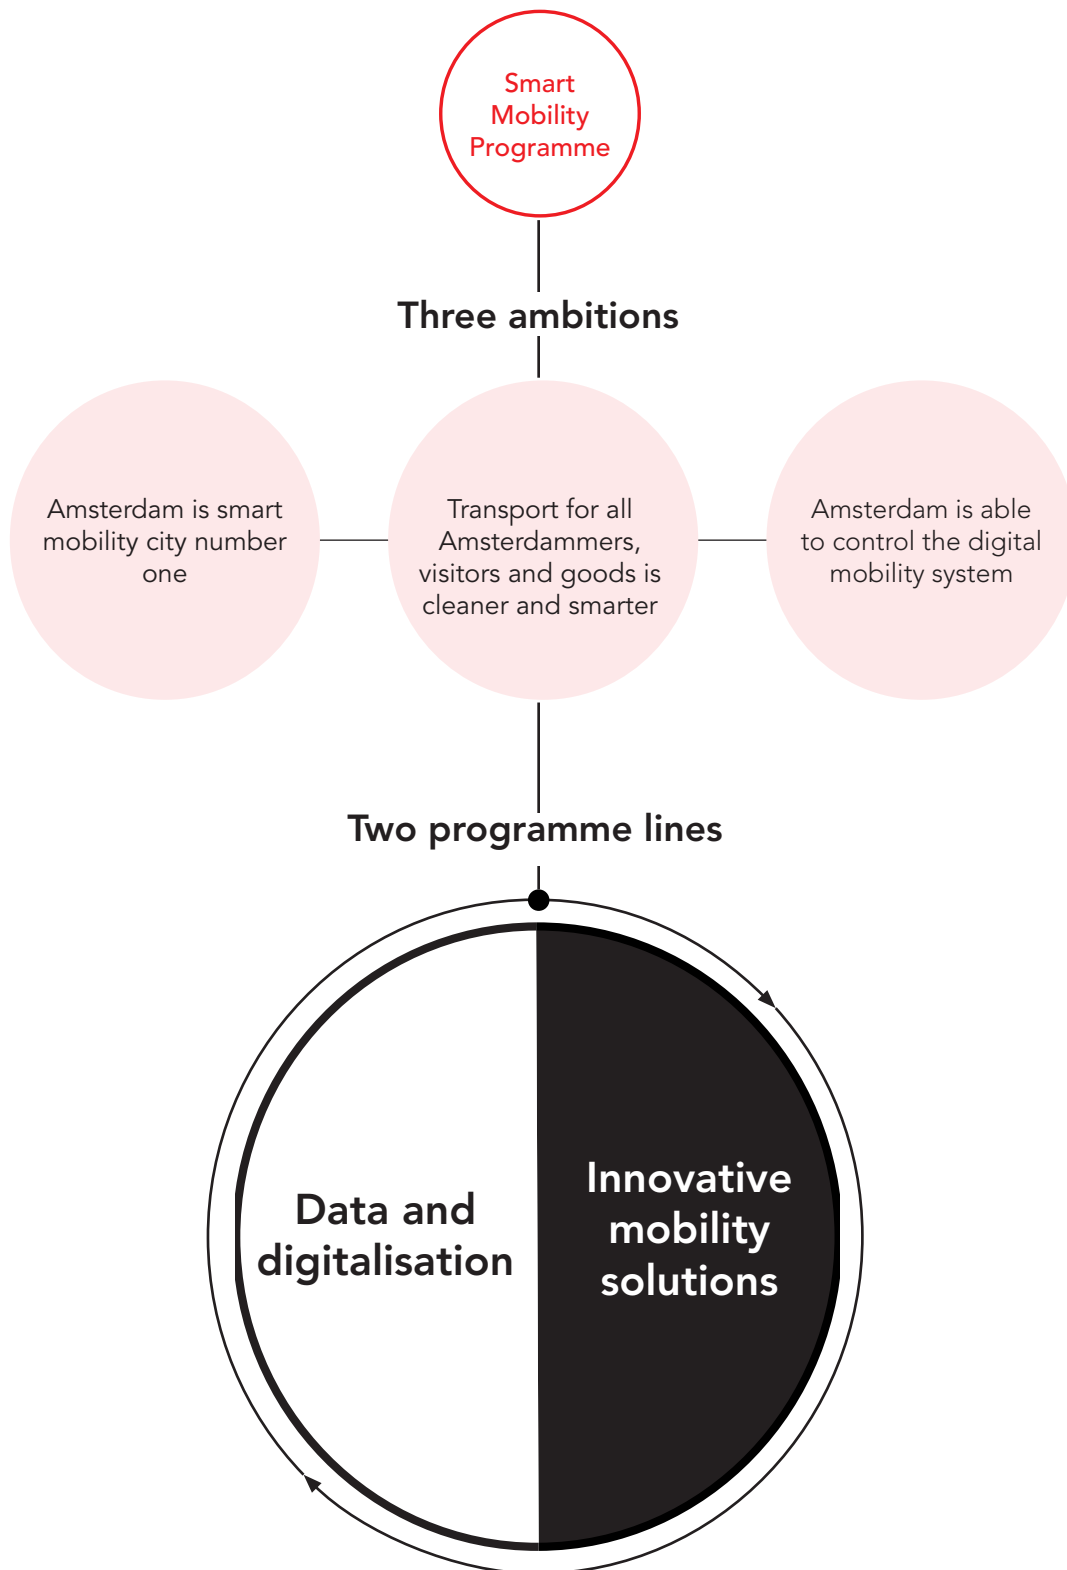 Smart
Mobility
Programme
Three ambitions
Amsterdam is smart
mobility city number
one
Transport for all
Amsterdammers,
visitors and goods is
cleaner and smarter
Amsterdam is able
to control the digital
mobility system
Two programme lines
Data and
digitalisation
Innovative
mobility
solutions